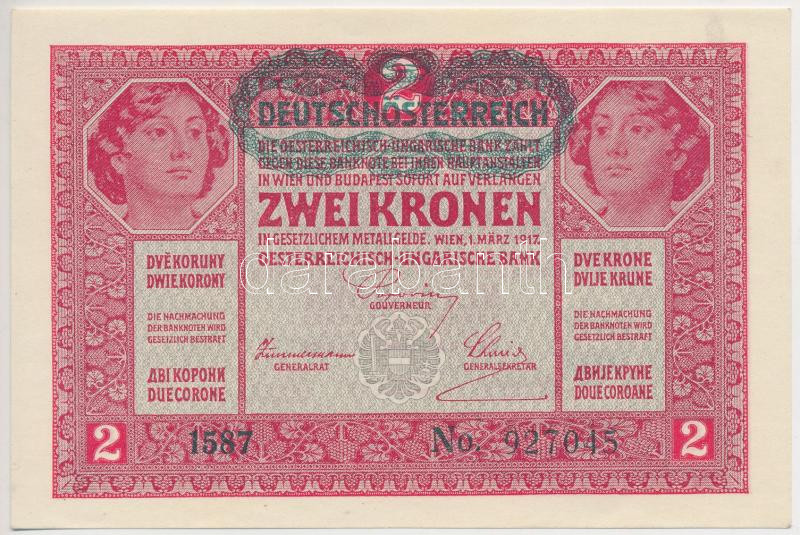 2
DEUTSCHÖSTERREICH
DIE OESTERREICHISCH-UNGARISCHE BANK ZAHLT
GEGEN DIESE BANKNOTE BEI IHREN HAUPTANSTALTEN
IN WIEN UND BUDAPEST SOFORT AUF VERLANGEN
ZWEI KRONEN
IN GESETZLICHEM METALLGELDE. WIEN, 1. MÄRZ 1917.
OESTERREICHISCH-UNGARISCHE BANK
GOUVERNEUR
GENERALRAT
GENERALSEKRETÄR
DVĚ KORUNY
DWIE KORONY
DIE NACHMACHUNG
DER BANKNOTEN WIRD
GESETZLICH BESTRAFT
ДВІ КОРОНИ
DUE CORONE
DVE KRONE
DVIJE KRUNE
DIE NACHMACHUNG
DER BANKNOTEN WIRD
GESETZLICH BESTRAFT
ДВИЈЕ КРУНЕ
DOUE COROANE
2
1587
No. 927045
2
darabanth